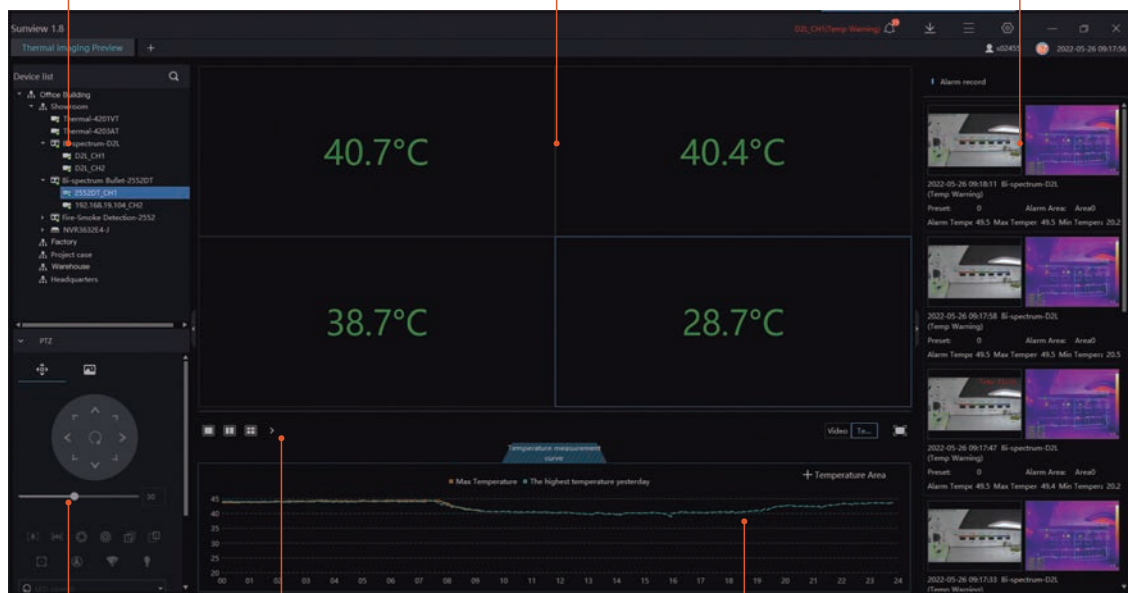 Sunview 1.8
D2L_CH1(Temp Warning)
Thermal Imaging Preview +
2022-05-26 09:17:56
Device list
Office Building
Showroom
Thermal-4201VT
Thermal-4203AT
Bi-spectrum-D2L
D2L_CH1
D2L_CH2
Bi-spectrum Bullet-2552DT
2552DT_CH1
192.168.19.104_CH2
Fire-Smoke Detection-2552
NVR3632E4-J
Factory
Project case
Warehouse
Headquarters
PTZ
30
40.7°C
40.4°C
38.7°C
28.7°C
Video Te...
Temperature measurement
curve
Max Temperature The highest temperature yesterday
+ Temperature Area
45
40
35
30
25
20
00 01 02 03 04 05 06 07 08 09 10 11 12 13 14 15 16 17 18 19 20 21 22 23 24
Alarm record
2022-05-26 09:18:11 Bi-spectrum-D2L
(Temp Warning)
Preset: 0 Alarm Area: Area0
Alarm Tempe 49.5 Max Temper 49.5 Min Tempera 20.2
2022-05-26 09:17:58 Bi-spectrum-D2L
(Temp Warning)
Preset: 0 Alarm Area: Area0
Alarm Tempe 49.5 Max Temper 49.5 Min Tempera 20.5
2022-05-26 09:17:47 Bi-spectrum-D2L
(Temp Warning)
Preset: 0 Alarm Area: Area0
Alarm Tempe 49.5 Max Temper 49.4 Min Tempera 20.2
2022-05-26 09:17:33 Bi-spectrum-D2L
(Temp Warning)